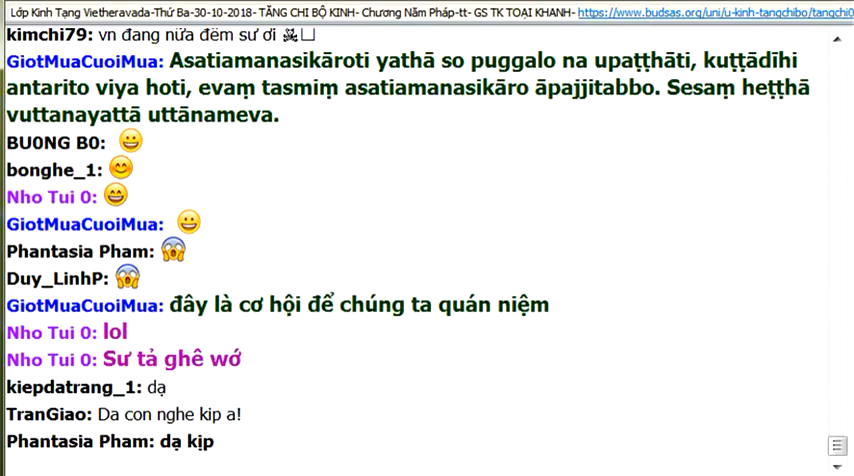 Lớp Kinh Tạng Vietheravada-Thứ Ba-30-10-2018- TĂNG CHI BỘ KINH- Chương Năm Pháp-tt- GS TK TOẠI KHANH- https://www.budsas.org/uni/u-kinh-tangchibo/tangchi0
kimchi79: vn đang nữa đêm sư ơi
GiotMuaCuoiMua: Asatiamanasikāroti yathā so puggalo na upaṭṭhāti, kuṭṭādīhi
antarito viya hoti, evaṃ tasmiṃ asatiamanasikāro āpajjitabbo. Sesaṃ heṭṭhā
vuttanayattā uttānameva.
BU0NG B0: 😀
bonghe_1: 😊
Nho Tui 0: 😄
GiotMuaCuoiMua: 😀
Phantasia Pham: 😱
Duy_LinhP: 😱
GiotMuaCuoiMua: đây là cơ hội để chúng ta quán niệm
Nho Tui 0: lol
Nho Tui 0: Sư tả ghê wớ
kiepdatrang_1: dạ
TranGiao: Da con nghe kip a!
Phantasia Pham: dạ kịp